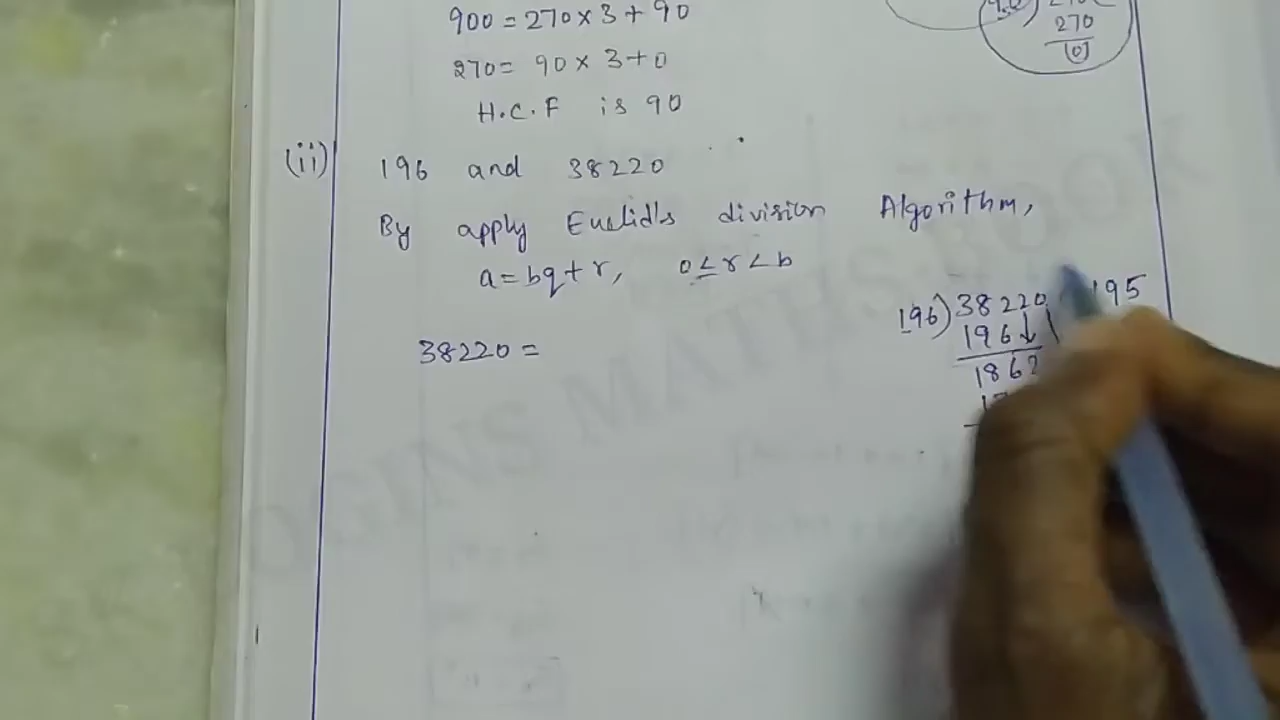 900 = 270 × 3 + 90
270
270 = 90 × 3 + 0
0
H.C.F is 90
(ii) 196 and 38220
By apply Euclid's division Algorithm,
a = bq + r, 0 ≤ r < b
196) 38220 195
196
38220 =
1862